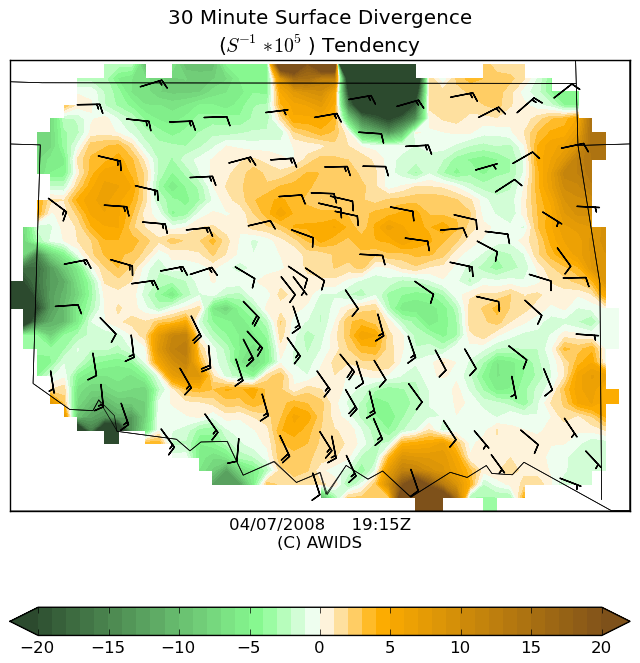 30 Minute Surface Divergence
(S⁻¹ *10⁵ ) Tendency
04/07/2008 19:15Z
(C) AWIDS
−20 −15 −10 −5 0 5 10 15 20